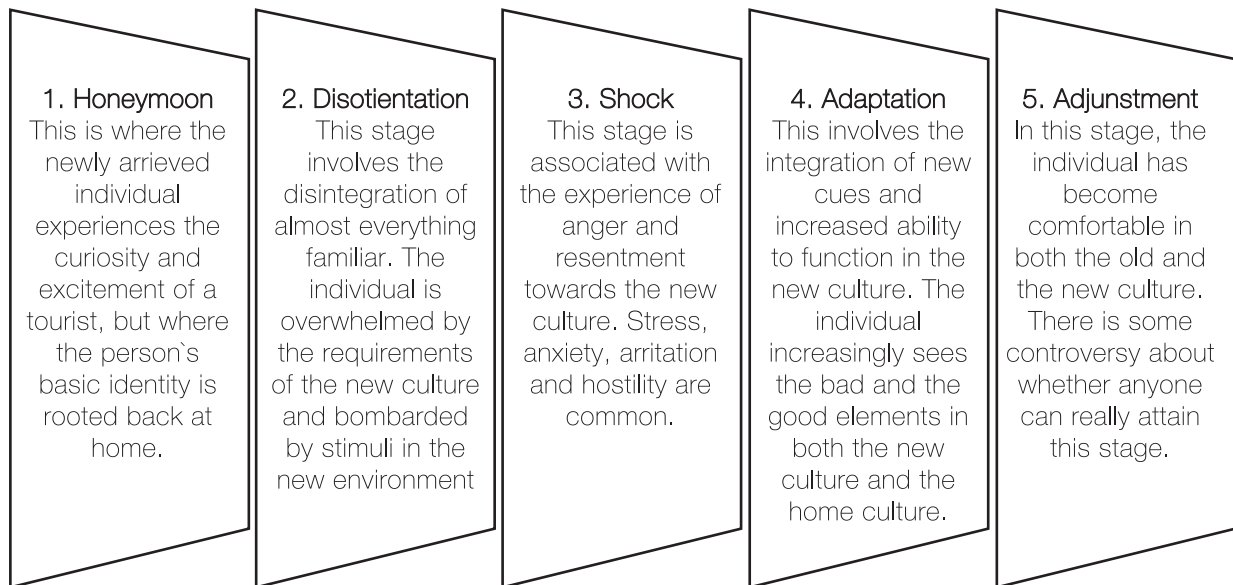 1. Honeymoon
This is where the
newly arrieved
individual
experiences the
curiosity and
excitement of a
tourist, but where
the person`s
basic identity is
rooted back at
home.
2. Disotientation
This stage
involves the
disintegration of
almost everything
familiar. The
individual is
overwhelmed by
the requirements
of the new culture
and bombarded
by stimuli in the
new environment
3. Shock
This stage is
associated with
the experience of
anger and
resentment
towards the new
culture. Stress,
anxiety, arritation
and hostility are
common.
4. Adaptation
This involves the
integration of new
cues and
increased ability
to function in the
new culture. The
individual
increasingly sees
the bad and the
good elements in
both the new
culture and the
home culture.
5. Adjunstment
In this stage, the
individual has
become
comfortable in
both the old and
the new culture.
There is some
controversy about
whether anyone
can really attain
this stage.